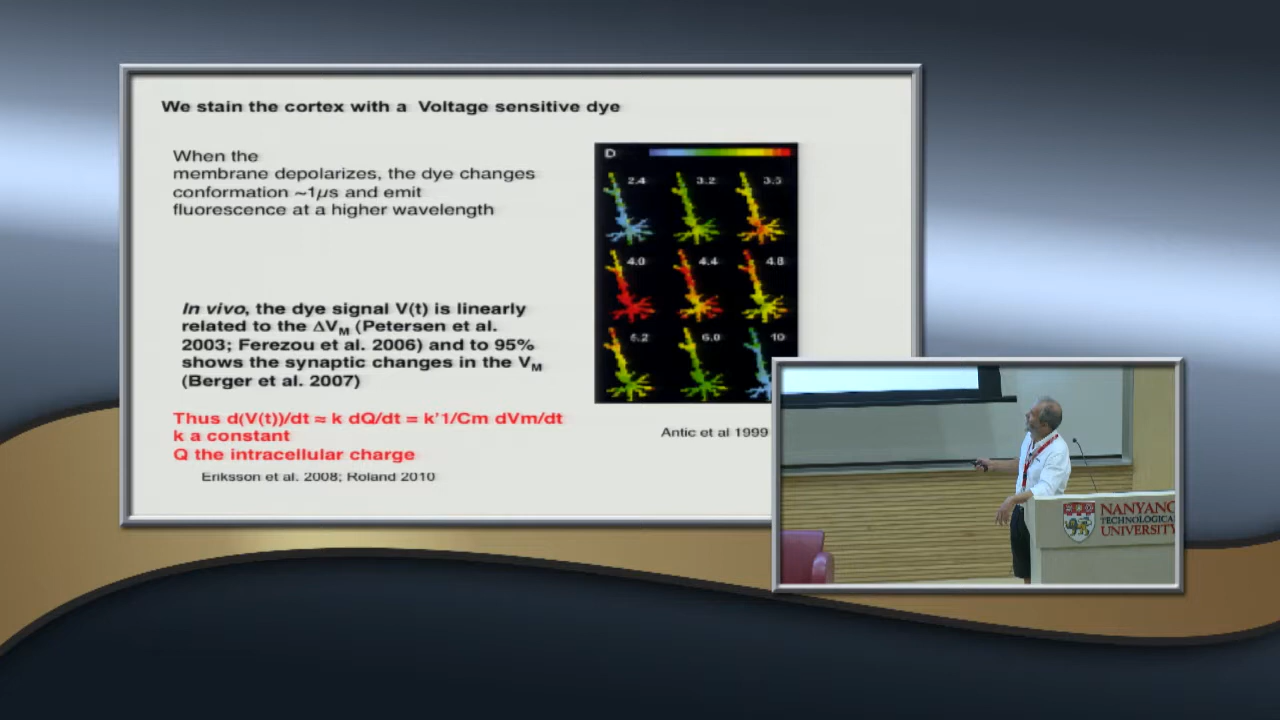 We stain the cortex with a Voltage sensitive dye
When the
membrane depolarizes, the dye changes
conformation ~1µs and emit
fluorescence at a higher wavelength
In vivo, the dye signal V(t) is linearly
related to the ΔVM (Petersen et al.
2003; Ferezou et al. 2006) and to 95%
shows the synaptic changes in the VM
(Berger et al. 2007)
Thus d(V(t))/dt ≈ k dQ/dt = k'1/Cm dVm/dt
k a constant
Q the intracellular charge
Eriksson et al. 2008; Roland 2010
D
2.4 3.2 3.6
4.0 4.4 4.8
5.2 6.0 10
Antic et al 1999
NANYANG
TECHNOLOGICAL
UNIVERSITY